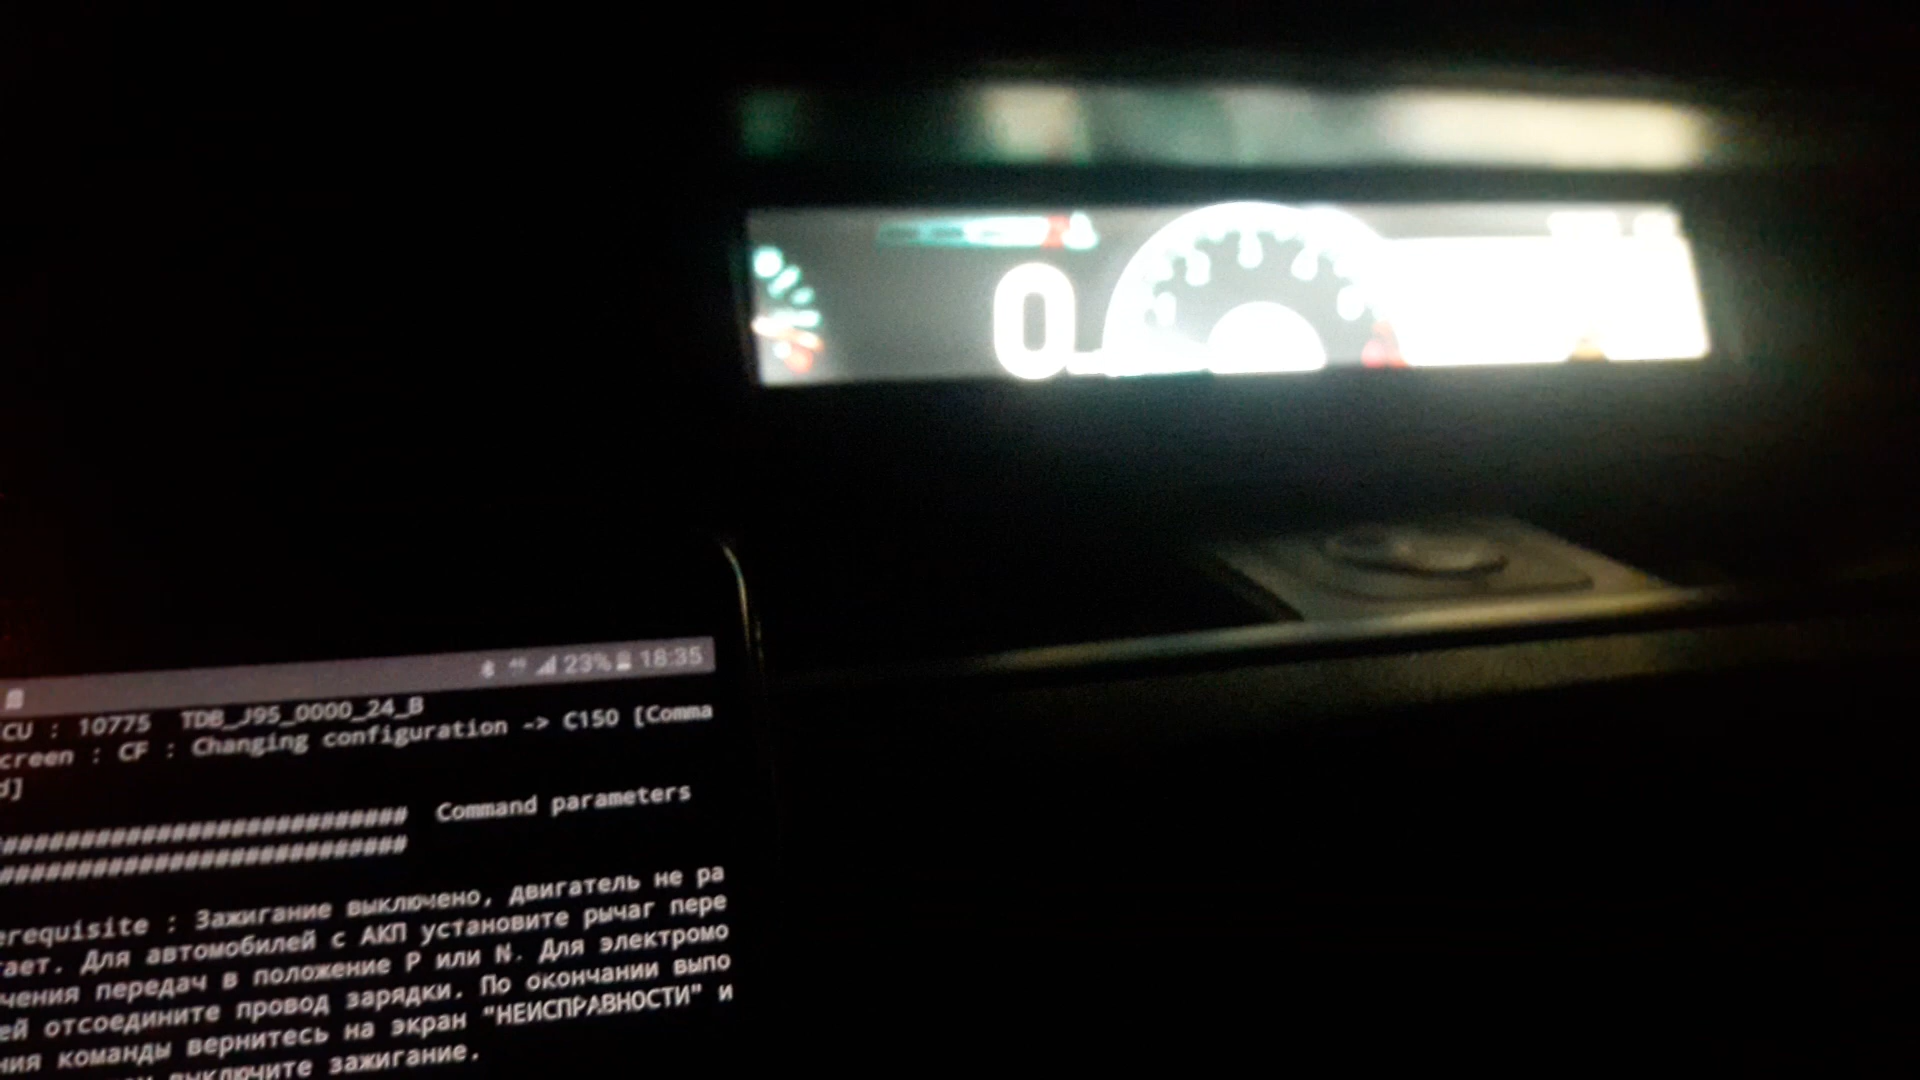 0
23% 18:35
CU : 10775 TDB_J95_0000_24_B
creen : CF : Changing configuration -> C150 [Comma
d]
############################ Command parameters
############################
erequisite : Зажигание выключено, двигатель не ра
тает. Для автомобилей с АКП установите рычаг пере
чения передач в положение P или N. Для электромо
ей отсоедините провод зарядки. По окончании выпо
ния команды вернитесь на экран "НЕИСПРАВНОСТИ" и
выключите зажигание.